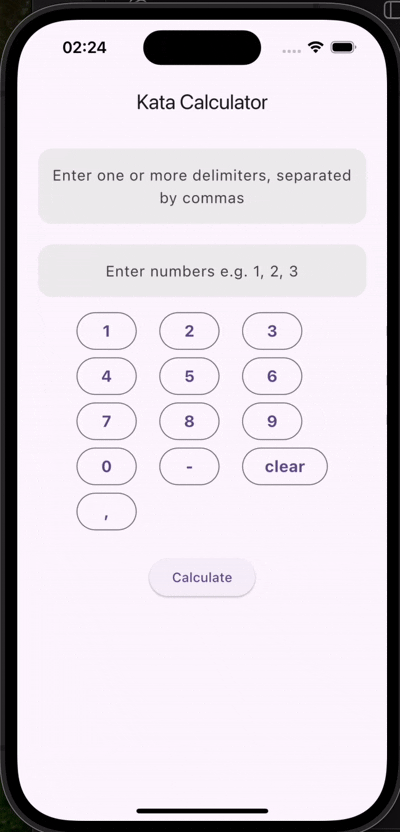 02:24
Kata Calculator
Enter one or more delimiters, separated
by commas
Enter numbers e.g. 1, 2, 3
1 2 3
4 5 6
7 8 9
0 - clear
,
Calculate